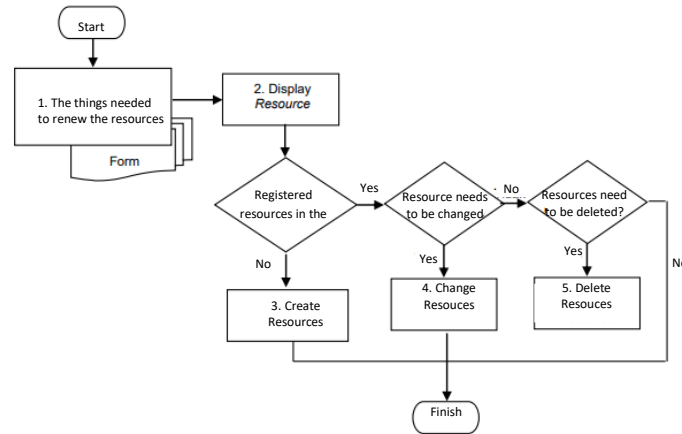 Start
1. The things needed
to renew the resources
Form
2. Display
Resource
Registered
resources in the
Yes
No
Resource needs
to be changed
No
Yes
Resources need
to be deleted?
Yes
3. Create
Resources
4. Change
Resouces
5. Delete
Resouces
Finish